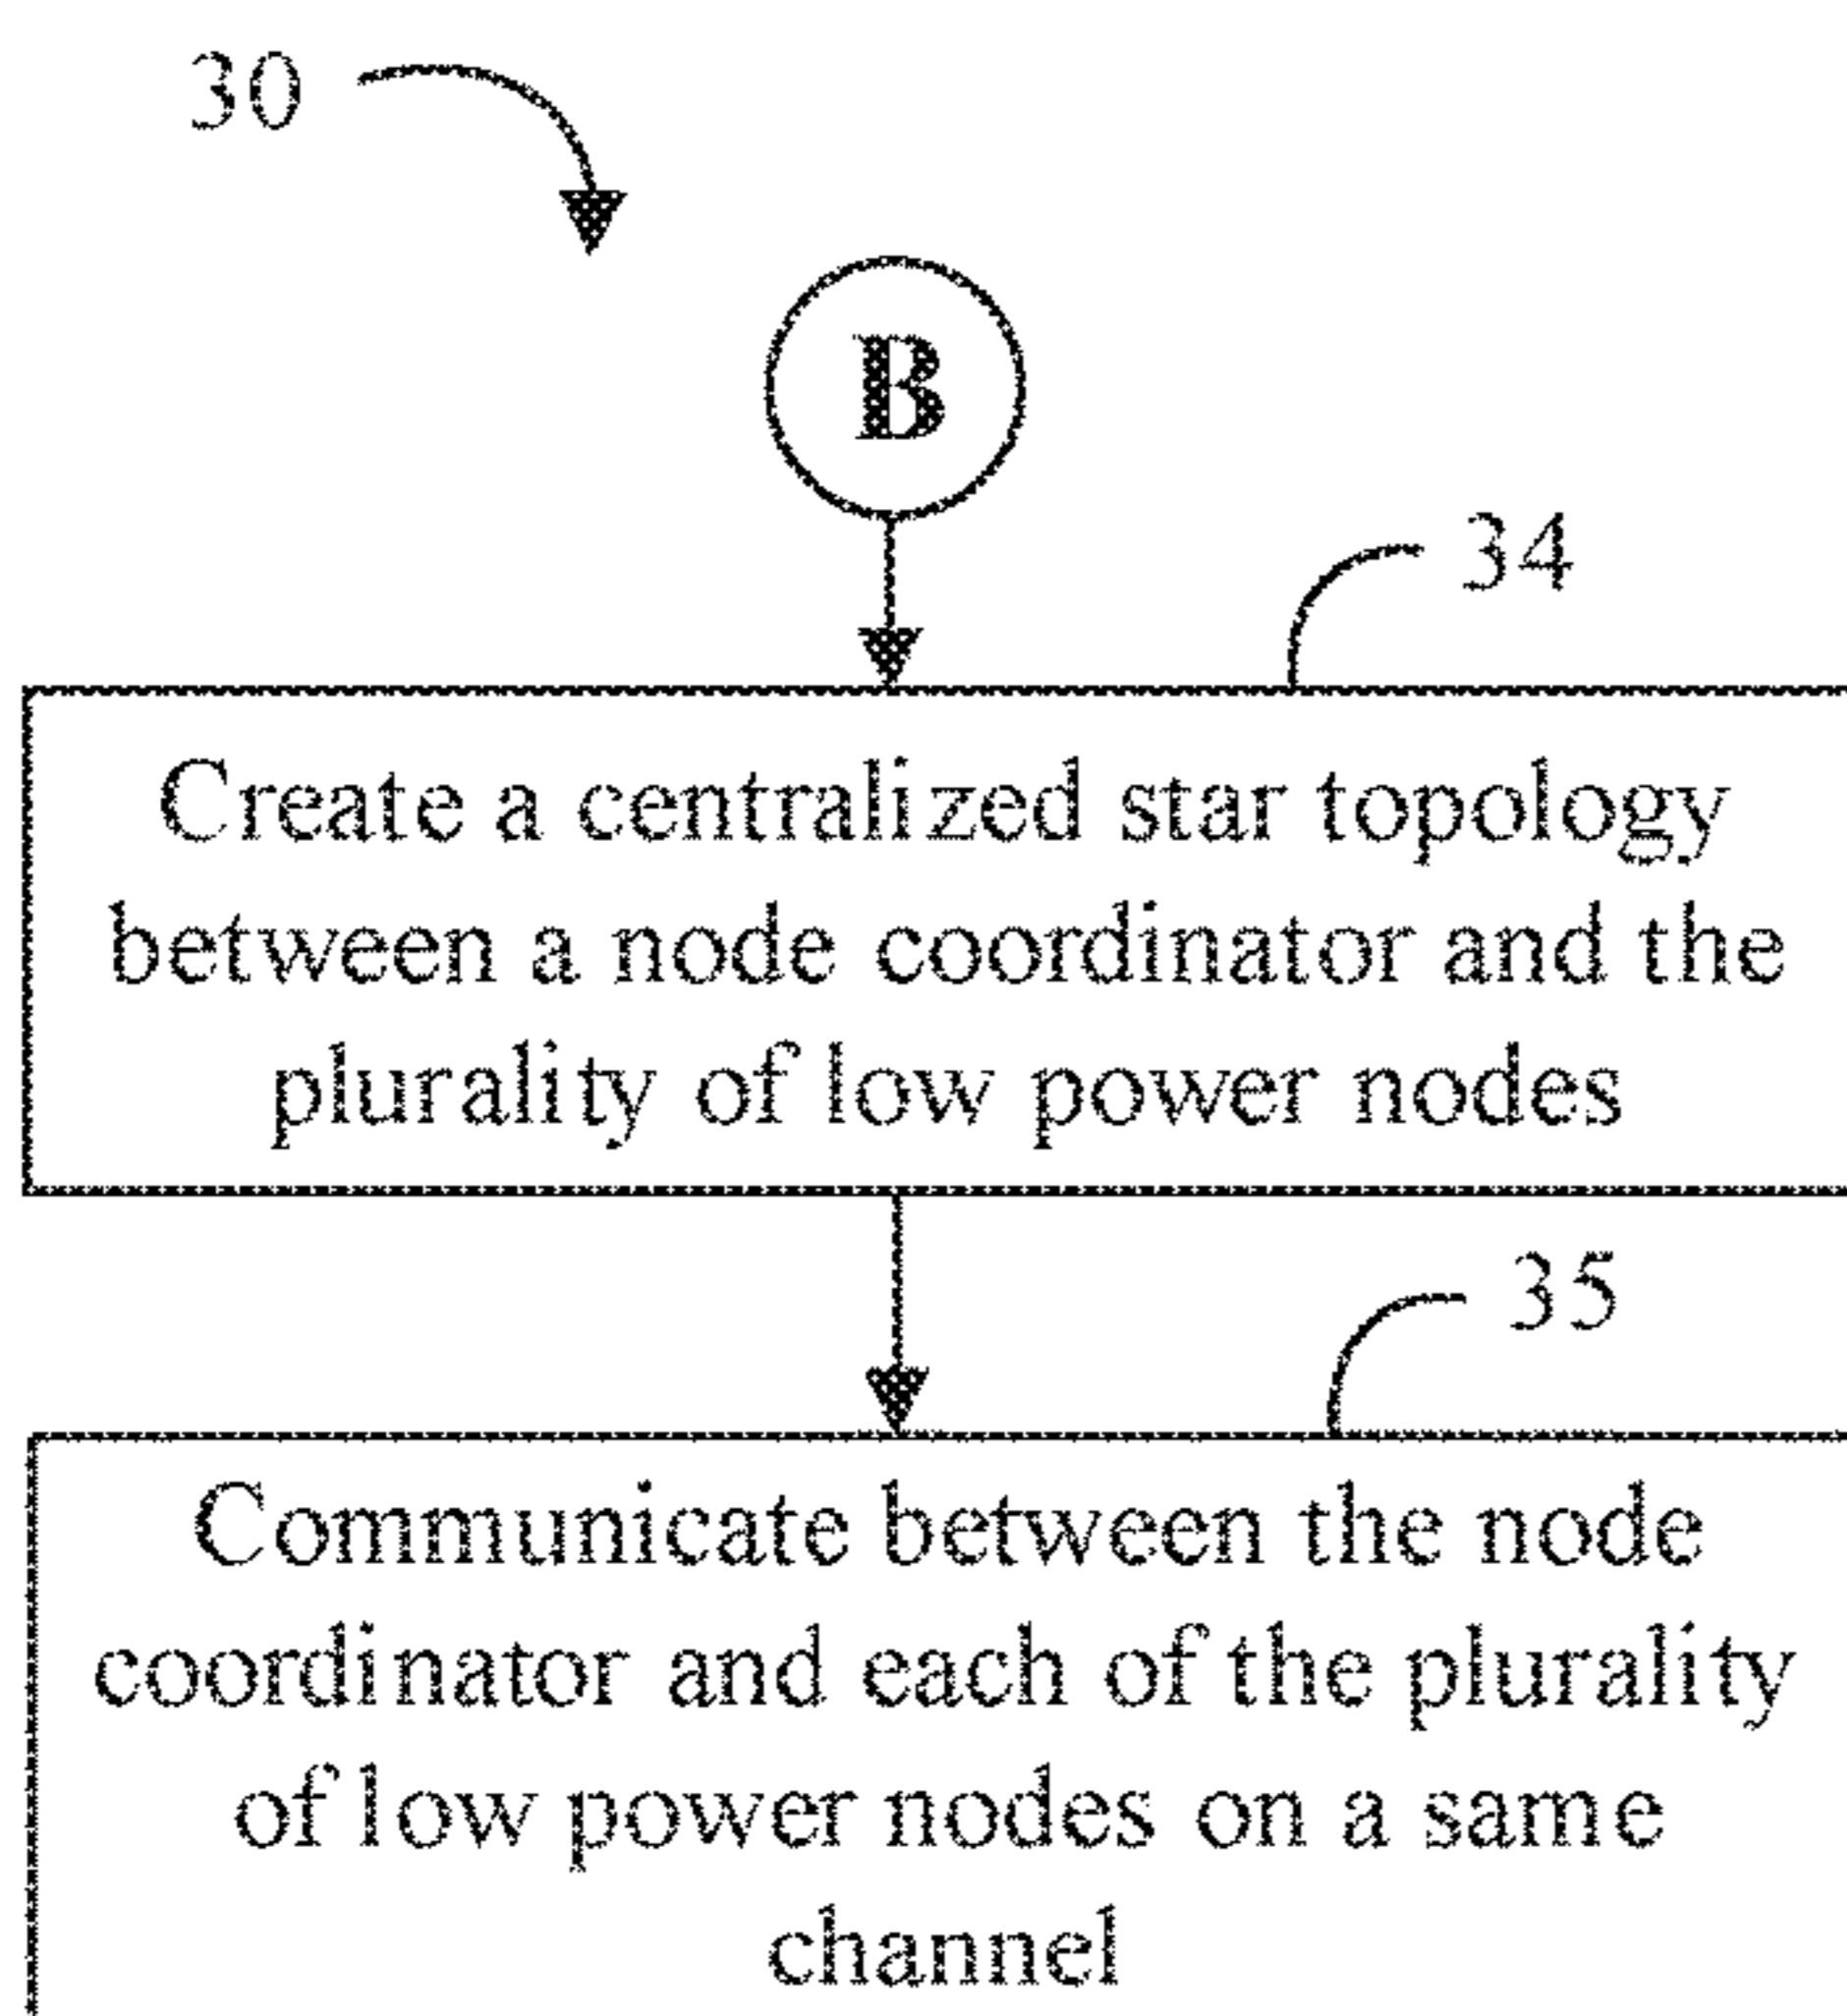 30
B
34
Create a centralized star topology
between a node coordinator and the
plurality of low power nodes
35
Communicate between the node
coordinator and each of the plurality
of low power nodes on a same
channel